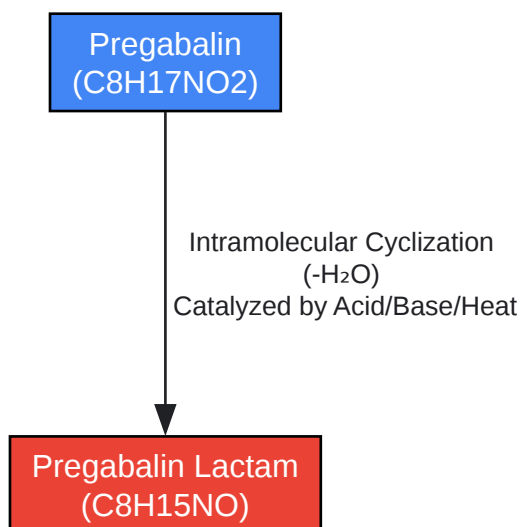 Pregabalin
(C8H17NO2)
Intramolecular Cyclization
(-H₂O)
Catalyzed by Acid/Base/Heat
Pregabalin Lactam
(C8H15NO)